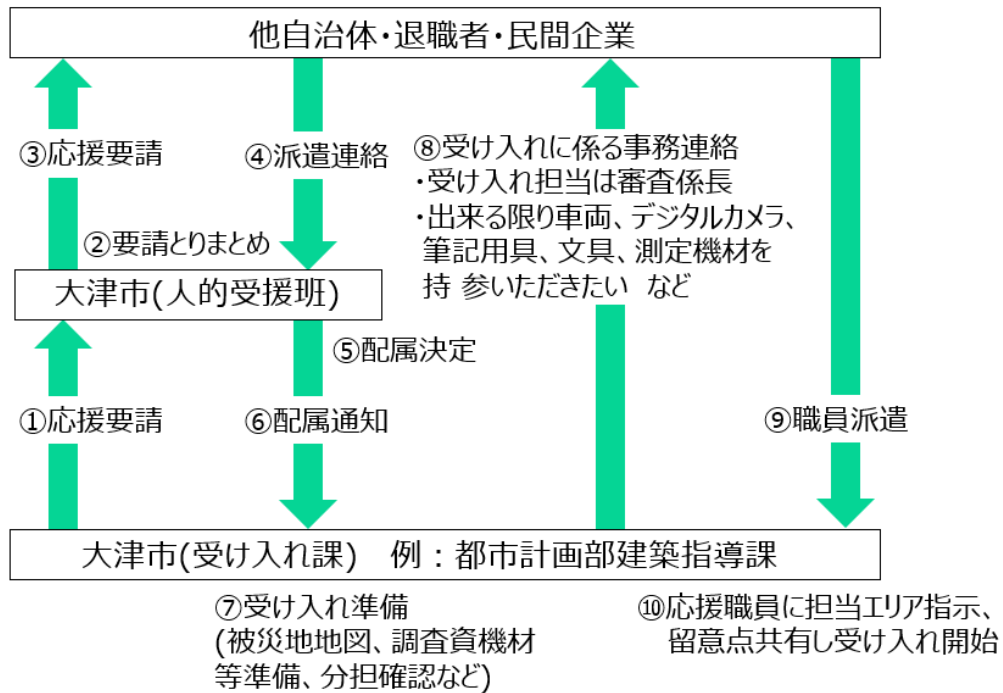 他自治体・退職者・民間企業
③応援要請
④派遣連絡
⑧受け入れに係る事務連絡
・受け入れ担当は審査係長
・出来る限り車両、デジタルカメラ、
筆記用具、文具、測定機材を
持 参いただきたい など
②要請とりまとめ
大津市(人的受援班)
⑤配属決定
①応援要請
⑥配属通知
⑨職員派遣
大津市(受け入れ課) 例：都市計画部建築指導課
⑦受け入れ準備
(被災地地図、調査資機材
等準備、分担確認など)
⑩応援職員に担当エリア指示、
留意点共有し受け入れ開始